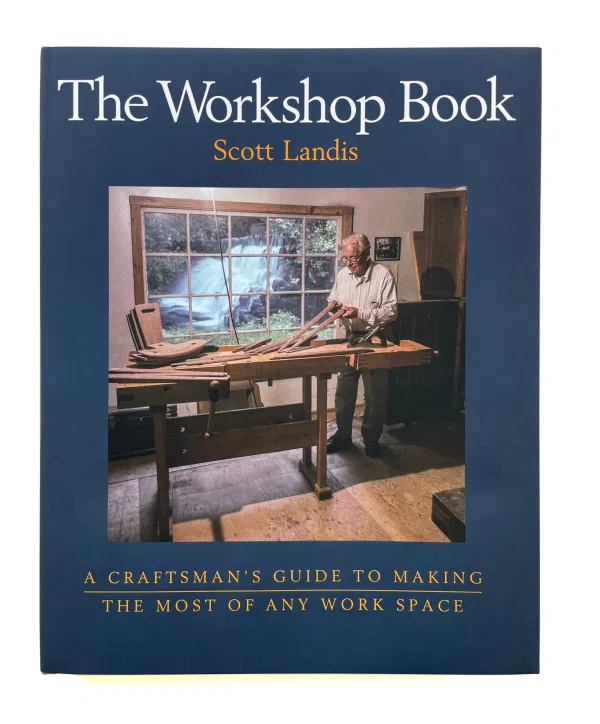 The Workshop Book
Scott Landis
A CRAFTSMAN'S GUIDE TO MAKING
THE MOST OF ANY WORK SPACE